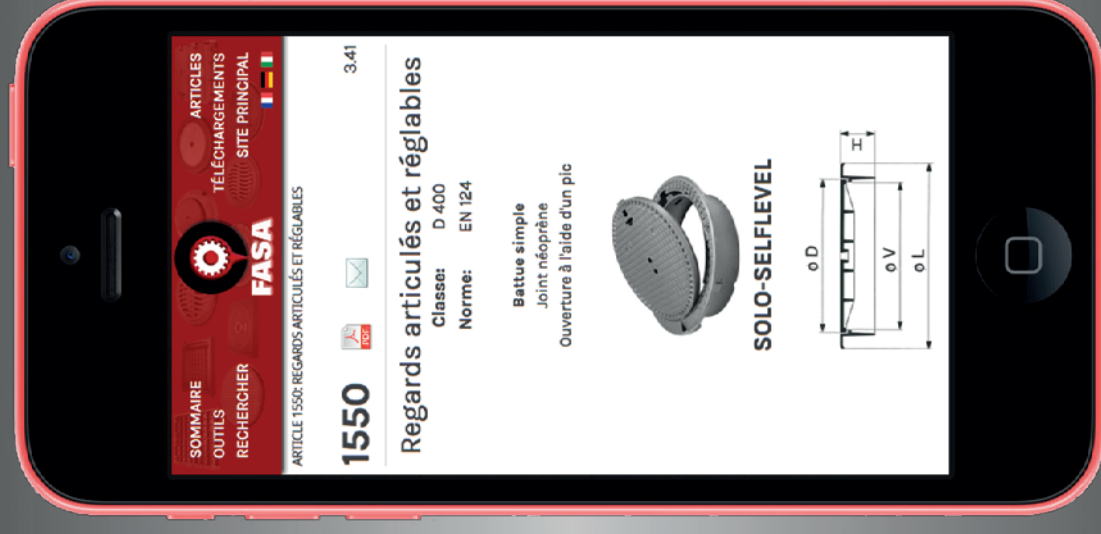 SOMMAIRE
OUTILS
RECHERCHER
FASA
ARTICLES
TÉLÉCHARGEMENTS
SITE PRINCIPAL
ARTICLE 1550: REGARDS ARTICULÉS ET RÉGLABLES
1550 PDF 3.41
Regards articulés et réglables
Classe: D 400
Norme: EN 124
Battue simple
Joint néoprène
Ouverture à l'aide d'un pic
SOLO-SELFLEVEL
ø D
H
ø V
ø L